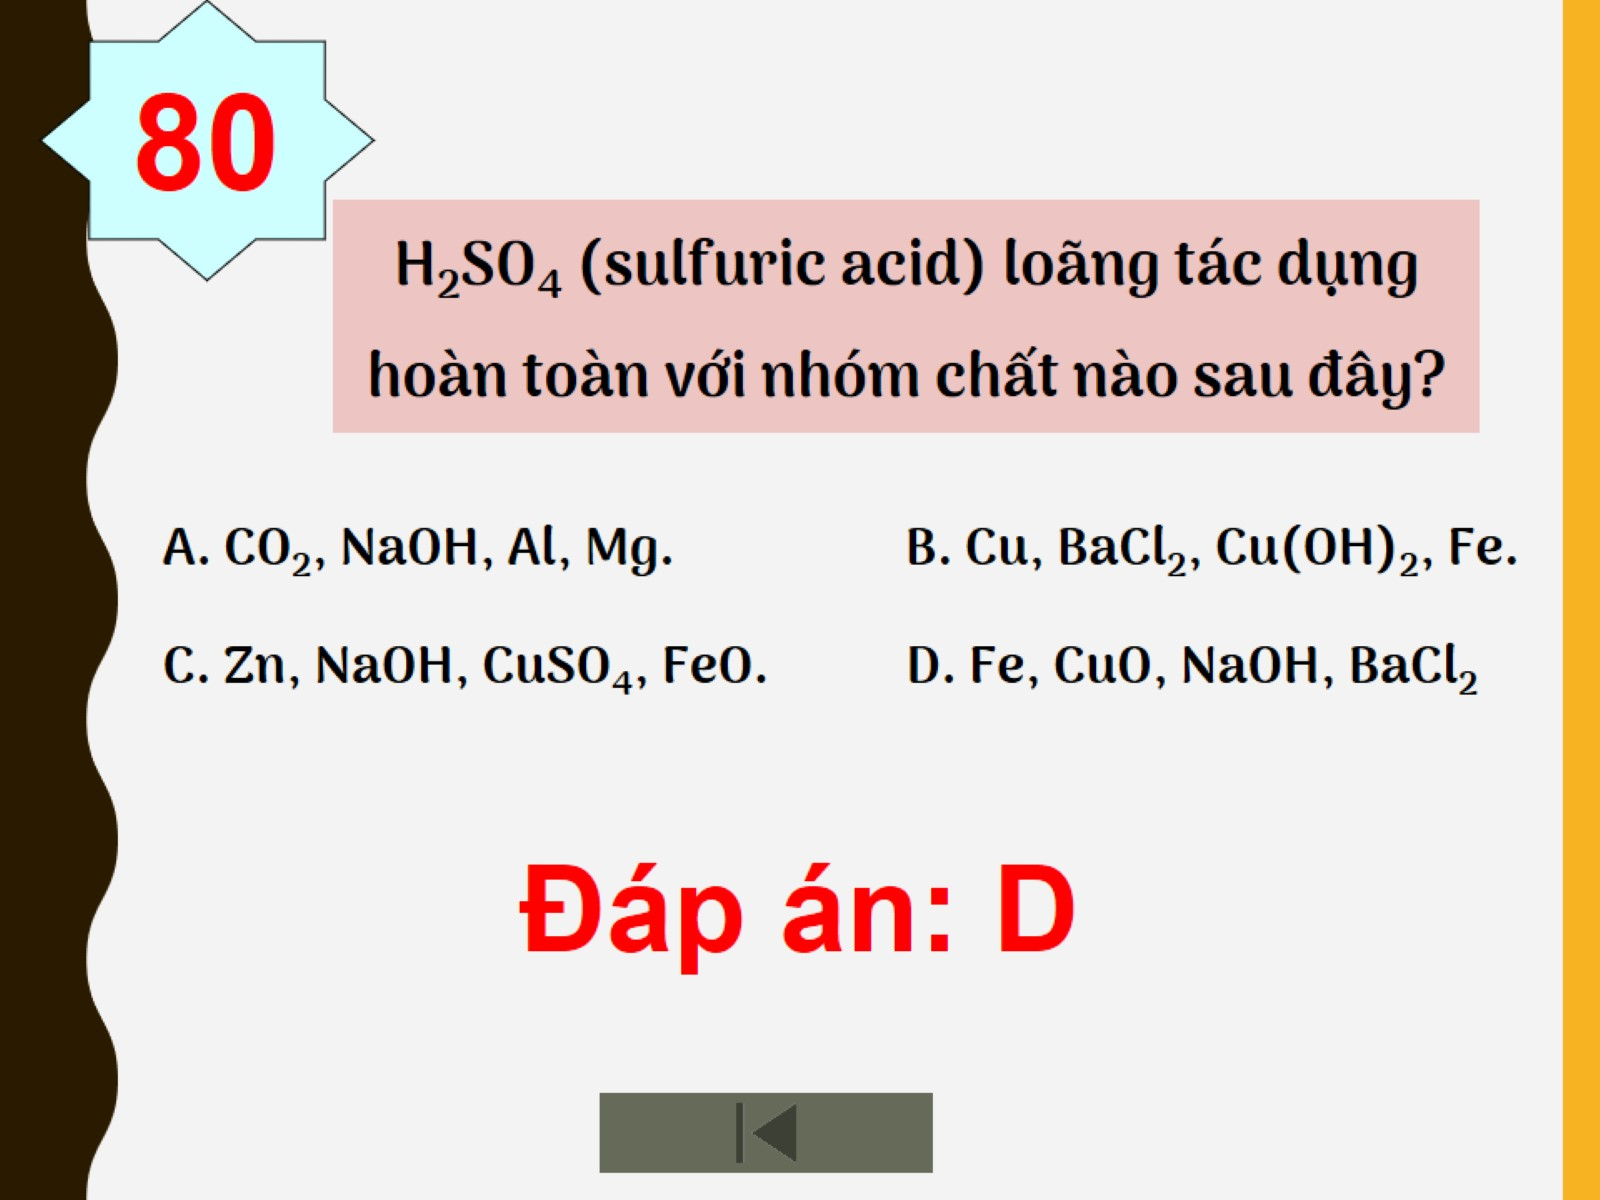 80
H₂SO₄ (sulfuric acid) loãng tác dụng
hoàn toàn với nhóm chất nào sau đây?
A. CO₂, NaOH, Al, Mg.
B. Cu, BaCl₂, Cu(OH)₂, Fe.
C. Zn, NaOH, CuSO₄, FeO.
D. Fe, CuO, NaOH, BaCl₂
Đáp án: D